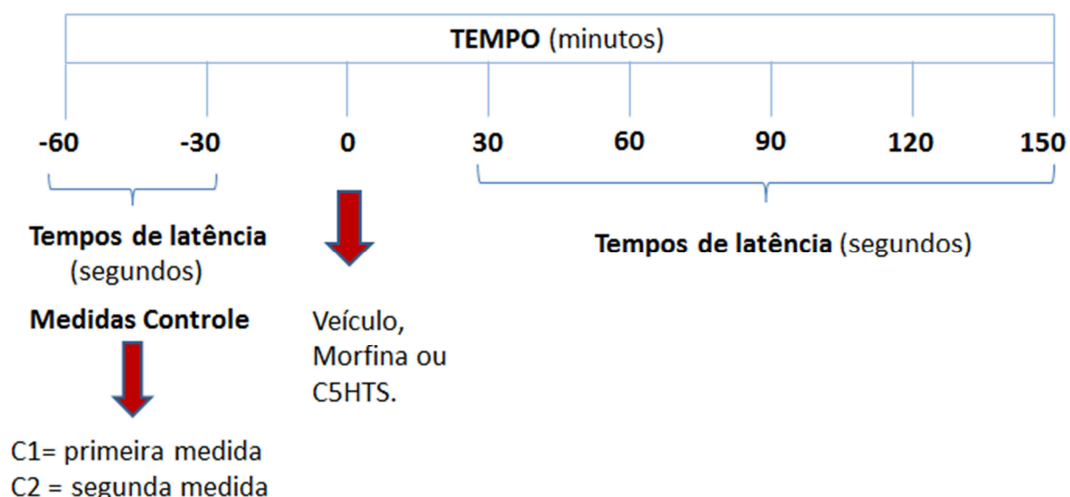 TEMPO (minutos)
-60 -30 0 30 60 90 120 150
Tempos de latência
(segundos)
Medidas Controle
C1= primeira medida
C2 = segunda medida
Veículo,
Morfina ou
C5HTS.
Tempos de latência (segundos)